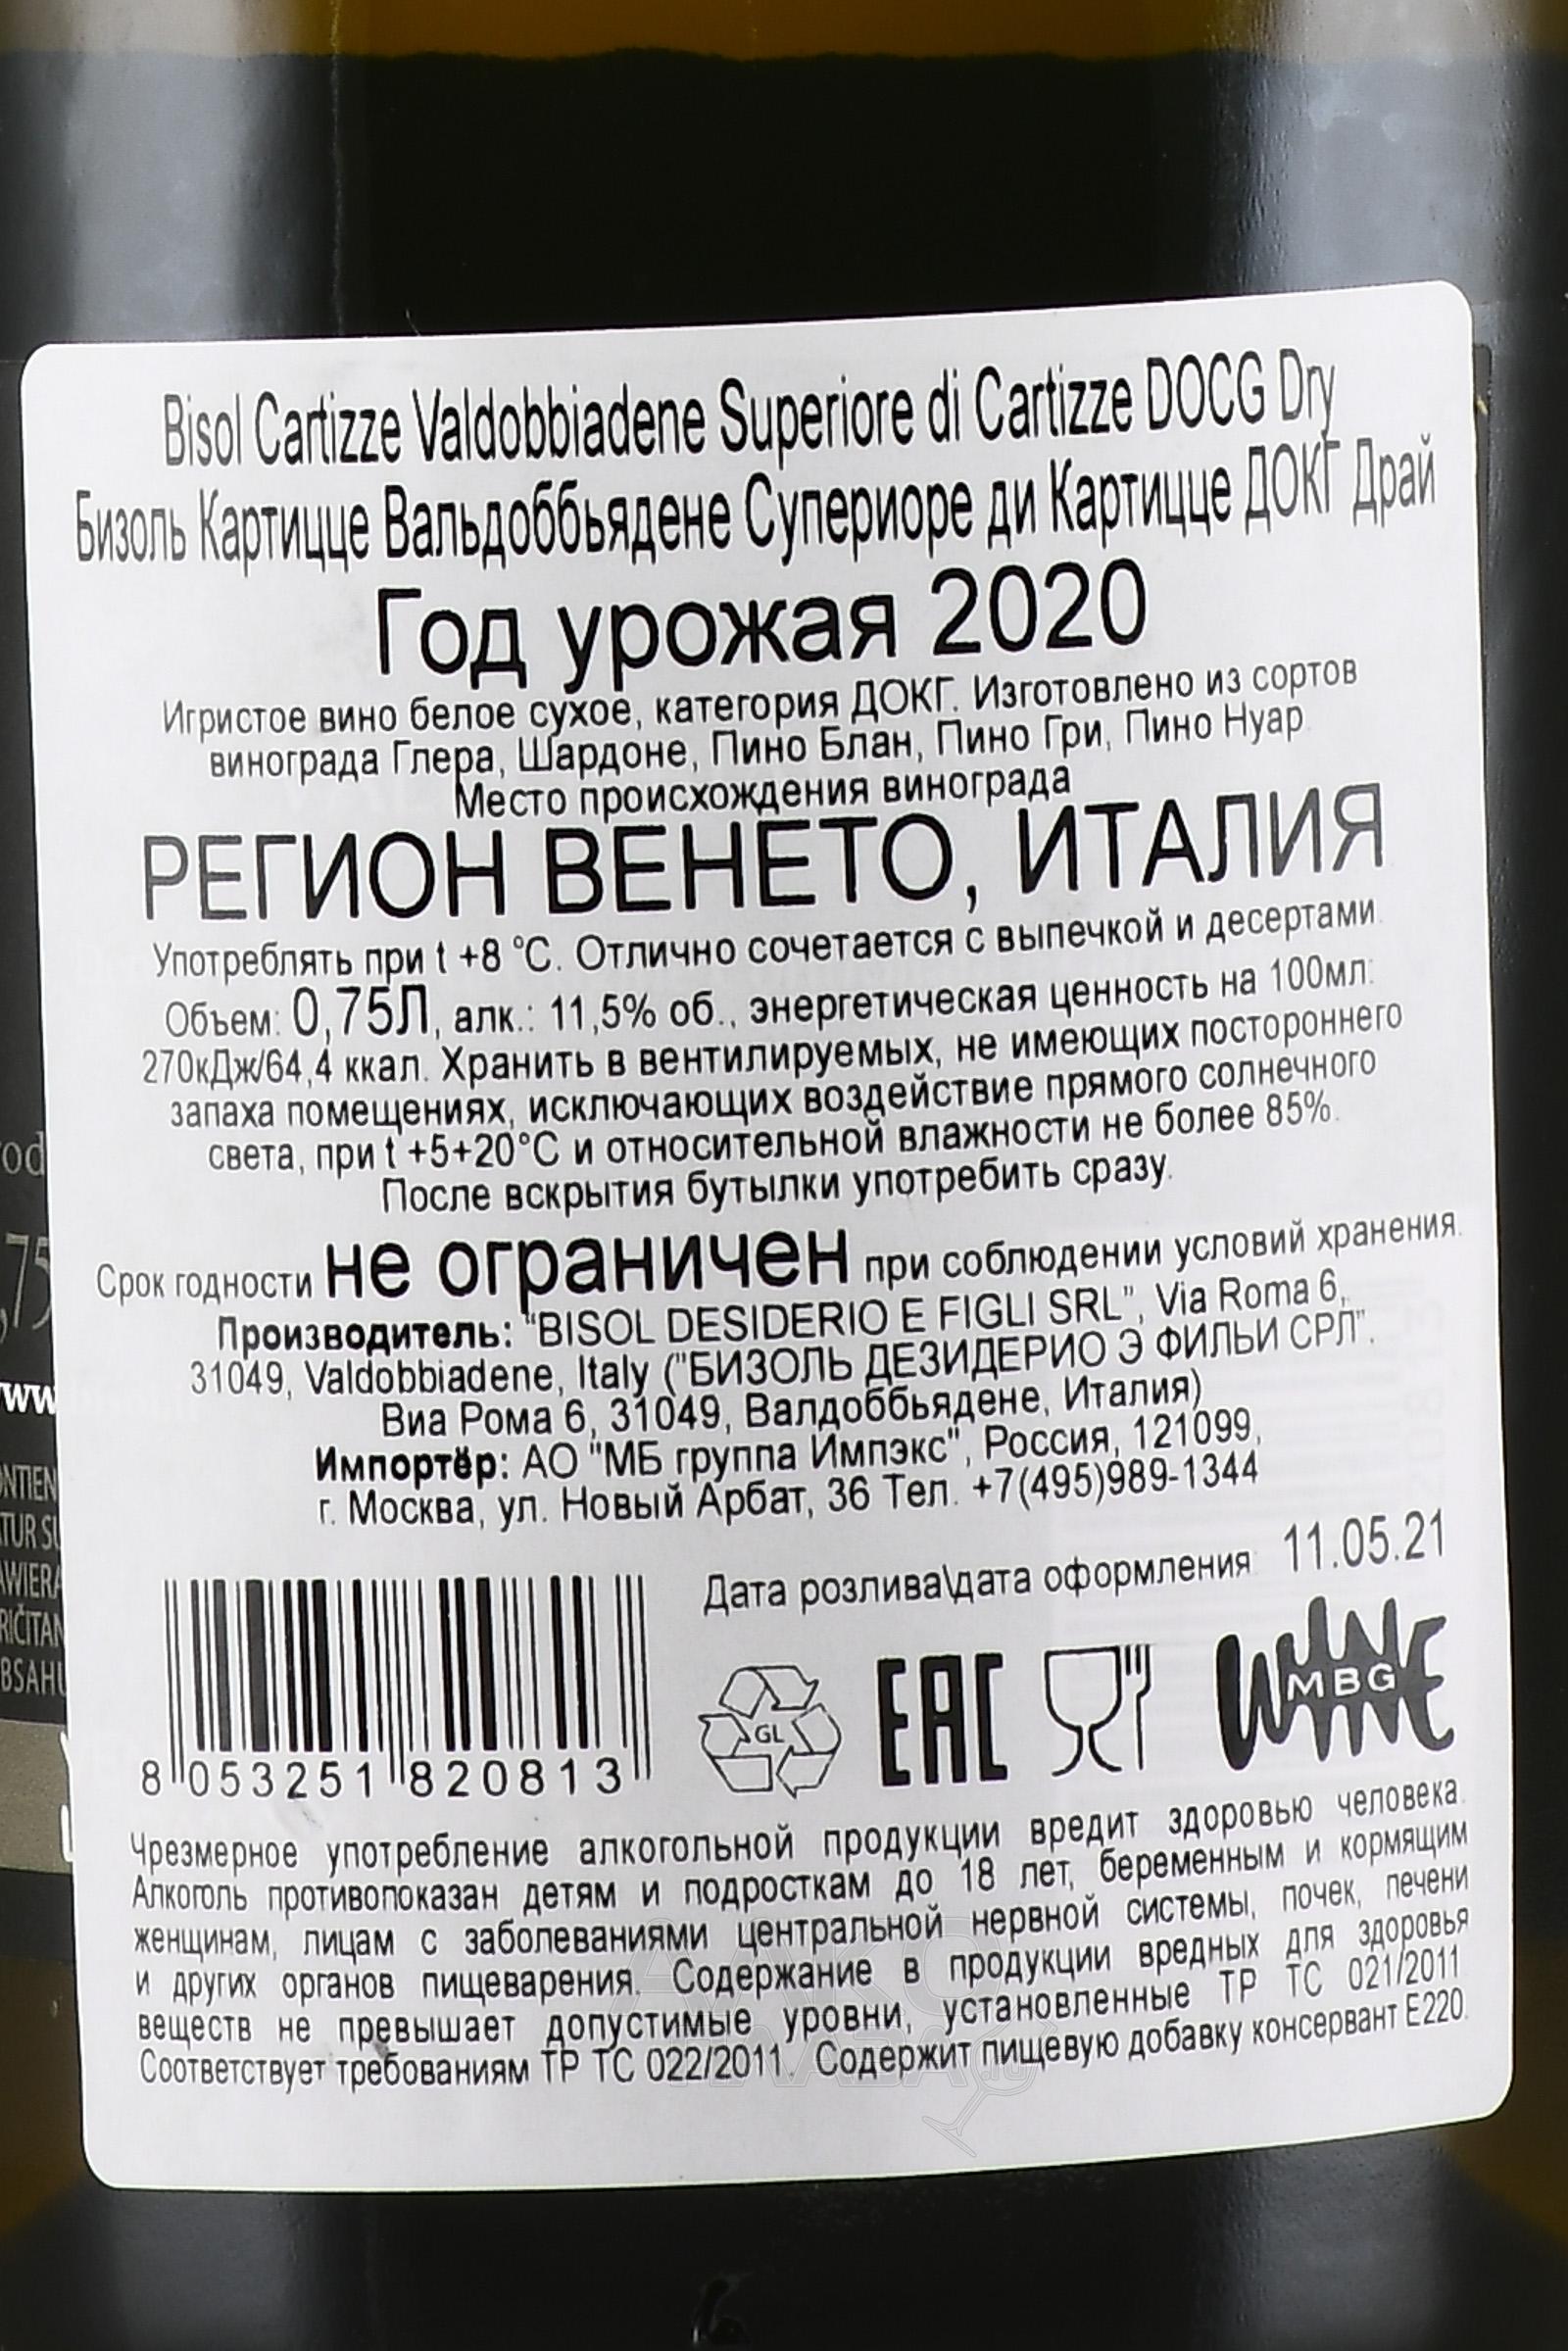 Bisol Cartizze Valdobbiadene Superiore di Cartizze DOCG Dry
Бизоль Картицце Вальдоббьядене Супериоре ди Картицце ДОКГ Драй
Год урожая 2020
Игристое вино белое сухое, категория ДОКГ. Изготовлено из сортов
винограда Глера, Шардоне, Пино Блан, Пино Гри, Пино Нуар.
Место происхождения винограда
РЕГИОН ВЕНЕТО, ИТАЛИЯ
Употреблять при t +8 °C. Отлично сочетается с выпечкой и десертами.
Объем: 0,75Л, алк.: 11,5% об., энергетическая ценность на 100мл:
270кДж/64,4 ккал. Хранить в вентилируемых, не имеющих постороннего
запаха помещениях, исключающих воздействие прямого солнечного
света, при t +5+20°C и относительной влажности не более 85%.
После вскрытия бутылки употребить сразу.
Срок годности не ограничен при соблюдении условий хранения.
Производитель: "BISOL DESIDERIO E FIGLI SRL", Via Roma 6,
31049, Valdobbiadene, Italy ("БИЗОЛЬ ДЕЗИДЕРИО Э ФИЛЬИ СРЛ",
Виа Рома 6, 31049, Валдоббьядене, Италия)
Импортёр: АО "МБ группа Импэкс", Россия, 121099,
г. Москва, ул. Новый Арбат, 36 Тел. +7(495)989-1344
Дата розлива\дата оформления 11.05.21
8 053251 820813
GL
EAC
WINE
MBG
Чрезмерное употребление алкогольной продукции вредит здоровью человека.
Алкоголь противопоказан детям и подросткам до 18 лет, беременным и кормящим
женщинам, лицам с заболеваниями центральной нервной системы, почек, печени
и других органов пищеварения. Содержание в продукции вредных для здоровья
веществ не превышает допустимые уровни, установленные ТР ТС 021/2011
Соответствует требованиям ТР ТС 022/2011. Содержит пищевую добавку консервант Е220.